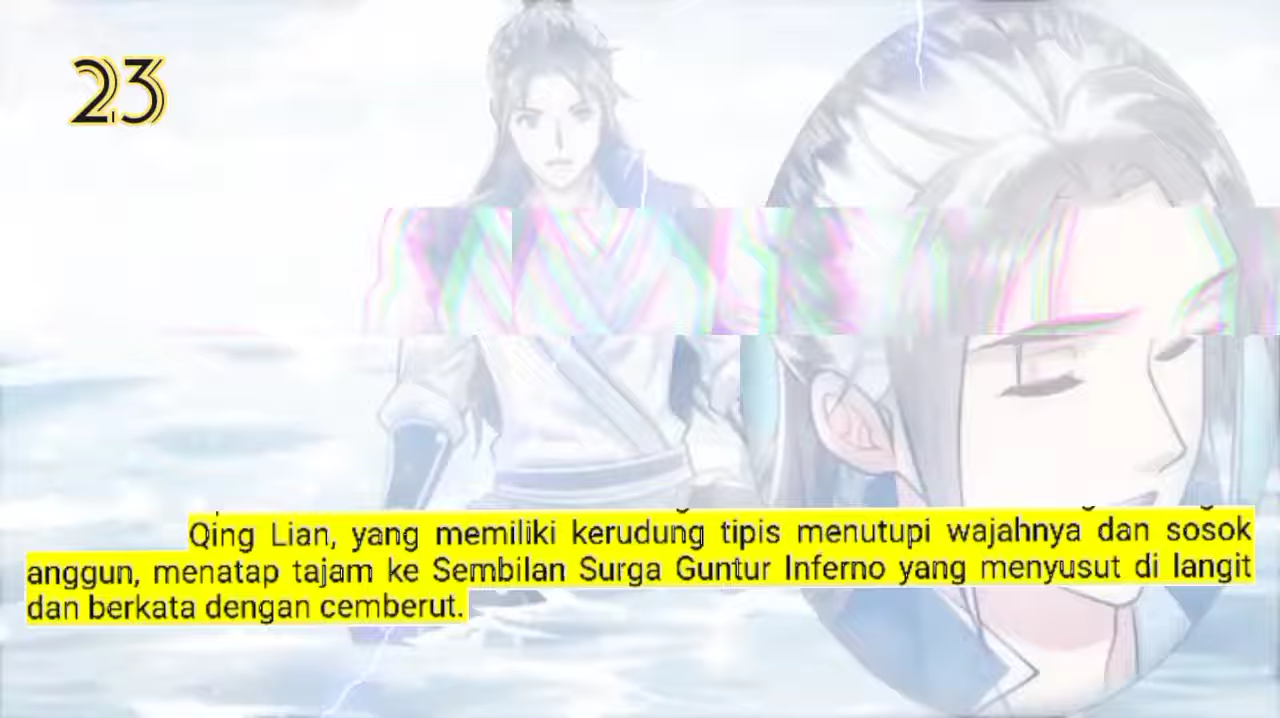 23
Qing Lian, yang memiliki kerudung tipis menutupi wajahnya dan sosok
anggun, menatap tajam ke Sembilan Surga Guntur Inferno yang menyusut di langit
dan berkata dengan cemberut.